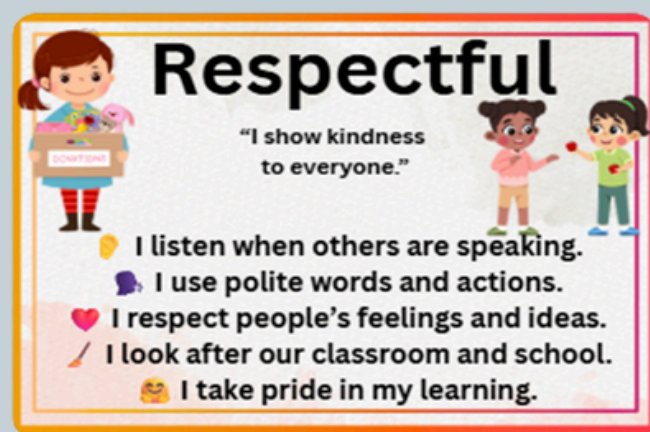 Respectful
“I show kindness
to everyone.”
DONATIONS
I listen when others are speaking.
I use polite words and actions.
I respect people’s feelings and ideas.
I look after our classroom and school.
I take pride in my learning.